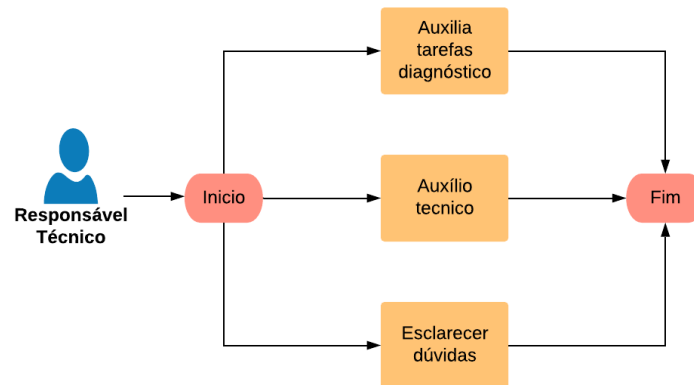 Auxilia
tarefas
diagnóstico
Responsável
Técnico
Inicio
Auxílio
tecnico
Fim
Esclarecer
dúvidas